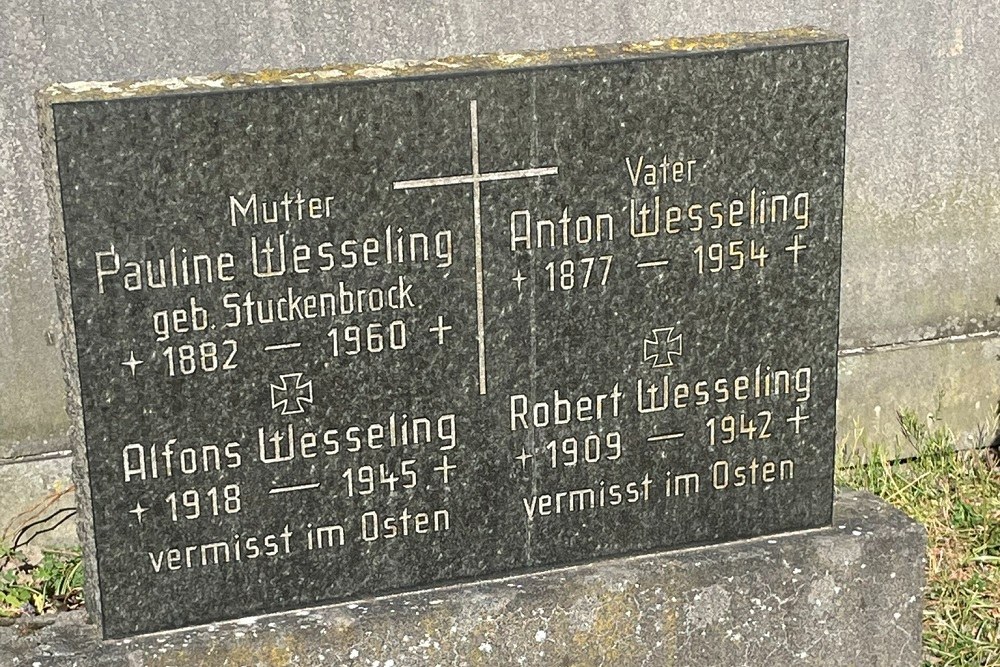 Mutter
Pauline Wesseling
geb. Stuckenbrock
+ 1882 — 1960 +
Alfons Wesseling
+ 1918 — 1945 +
vermisst im Osten
Vater
Anton Wesseling
+ 1877 — 1954 +
Robert Wesseling
+ 1909 — 1942 +
vermisst im Osten